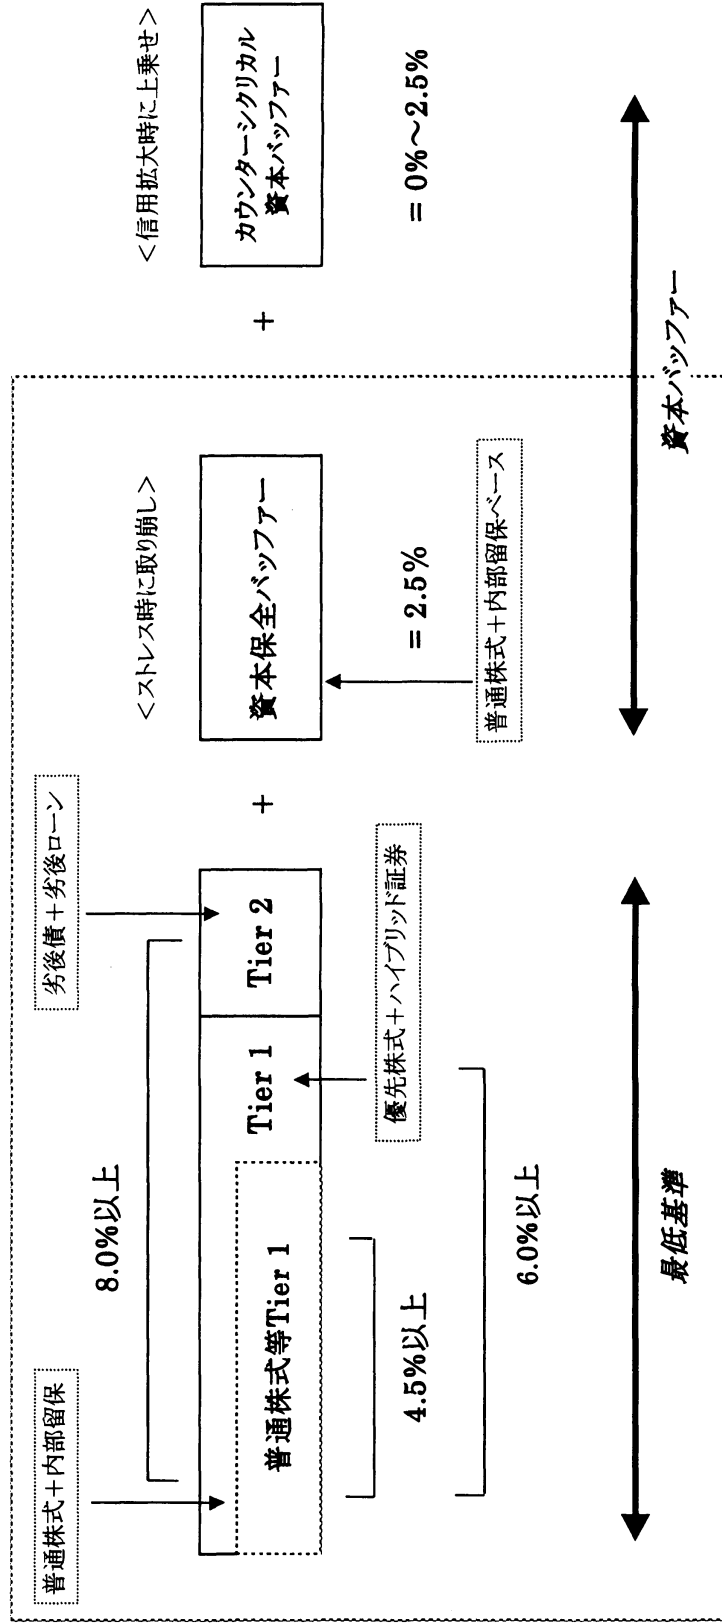 普通株式＋内部留保
劣後債＋劣後ローン
8.0%以上
＜ストレス時に取り崩し＞
＜信用拡大時に上乗せ＞
普通株式等Tier 1
Tier 1
Tier 2
＋
資本保全バッファー
＋
カウンターシクリカル
資本バッファー
4.5%以上
優先株式＋ハイブリッド証券
＝2.5%
＝0%～2.5%
6.0%以上
普通株式＋内部留保ベース
最低基準
資本バッファー